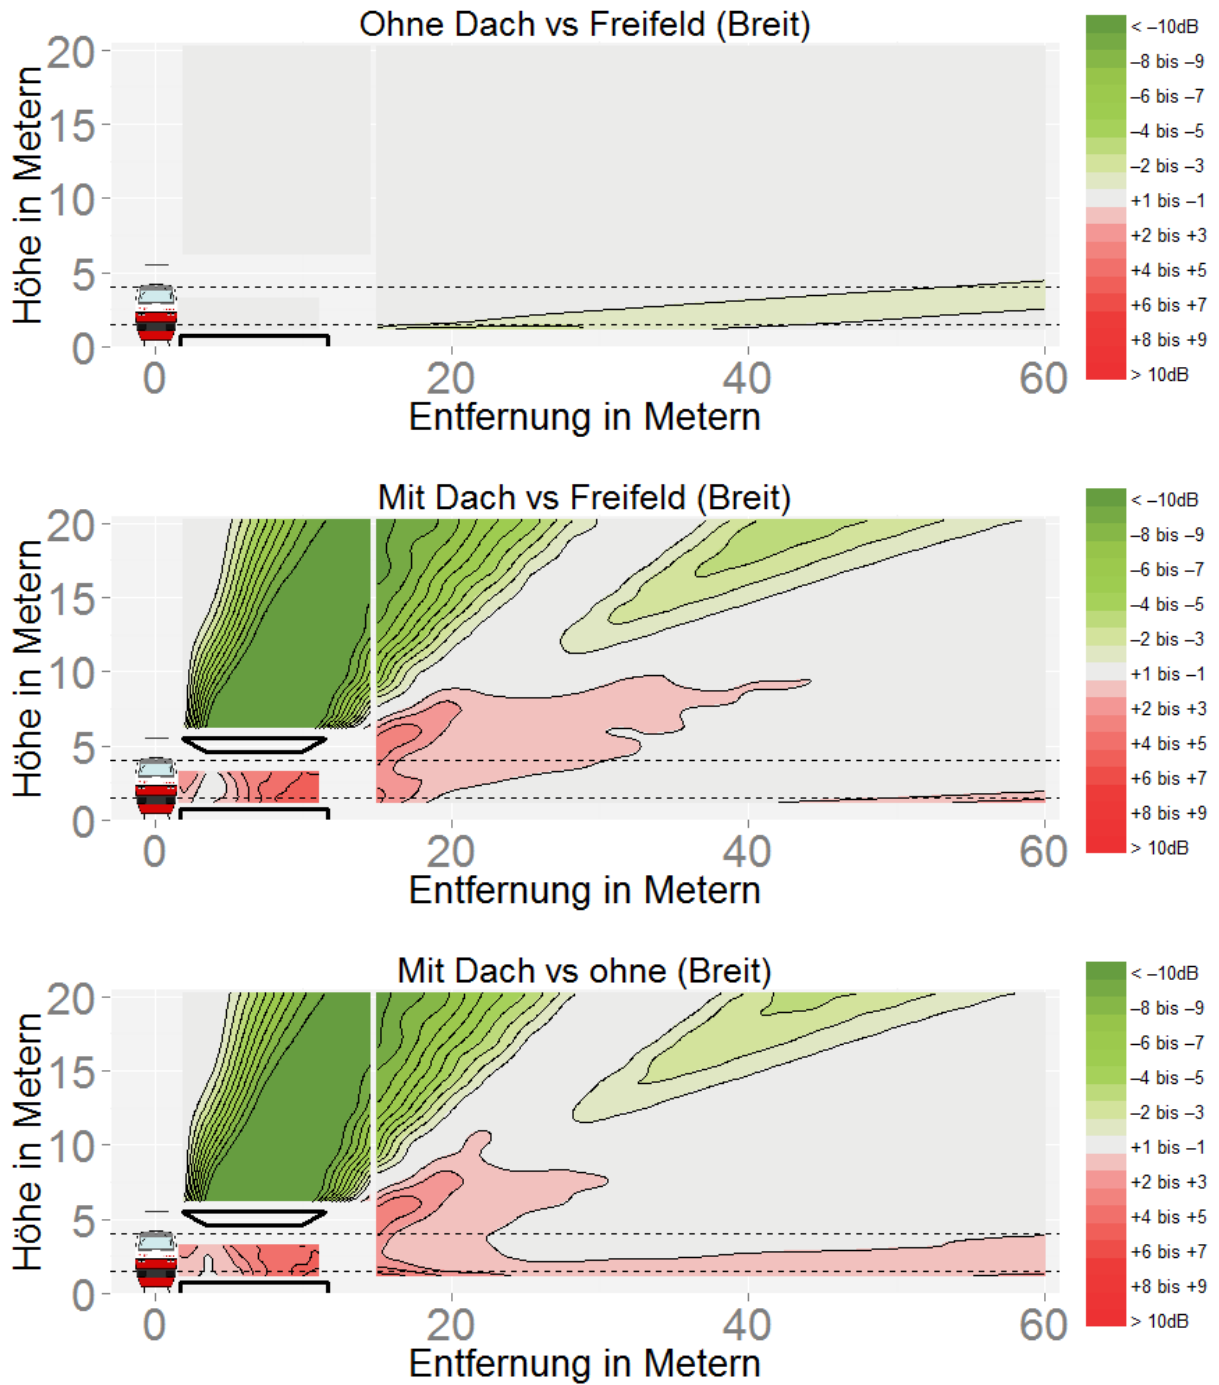 Ohne Dach vs Freifeld (Breit)
Höhe in Metern
20
15
10
5
0
0
20
40
60
Entfernung in Metern
< –10dB
–8 bis –9
–6 bis –7
–4 bis –5
–2 bis –3
+1 bis –1
+2 bis +3
+4 bis +5
+6 bis +7
+8 bis +9
> 10dB
Mit Dach vs Freifeld (Breit)
Höhe in Metern
20
15
10
5
0
0
20
40
60
Entfernung in Metern
< –10dB
–8 bis –9
–6 bis –7
–4 bis –5
–2 bis –3
+1 bis –1
+2 bis +3
+4 bis +5
+6 bis +7
+8 bis +9
> 10dB
Mit Dach vs ohne (Breit)
Höhe in Metern
20
15
10
5
0
0
20
40
60
Entfernung in Metern
< –10dB
–8 bis –9
–6 bis –7
–4 bis –5
–2 bis –3
+1 bis –1
+2 bis +3
+4 bis +5
+6 bis +7
+8 bis +9
> 10dB